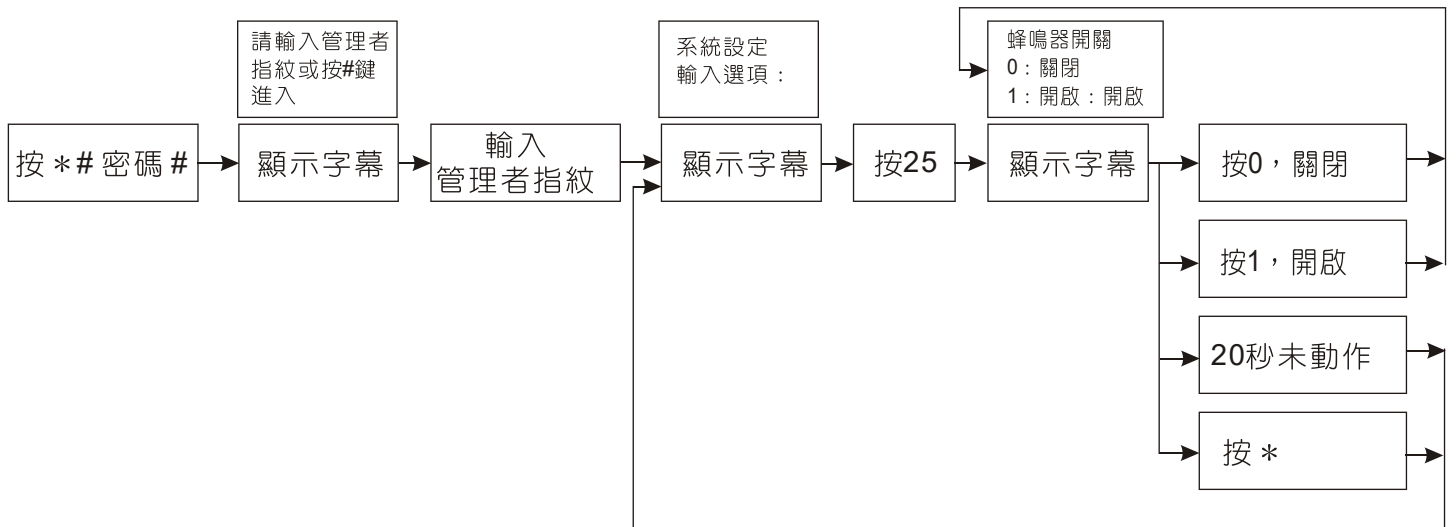 請輸入管理者
指紋或按#鍵
進入
系統設定
輸入選項：
蜂鳴器開關
0：關閉
1：開啟：開啟
按＊# 密碼 #
顯示字幕
輸入
管理者指紋
顯示字幕
按25
顯示字幕
按0，關閉
按1，開啟
20秒未動作
按＊